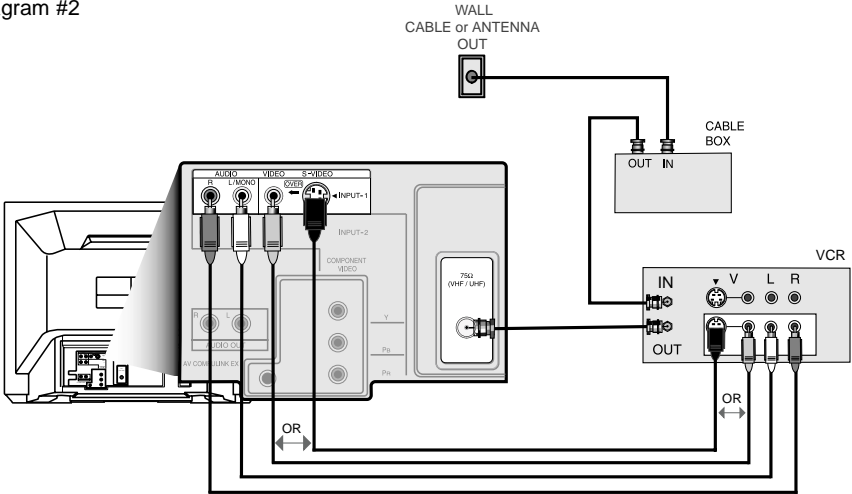 gram #2
WALL
CABLE or ANTENNA
OUT
CABLE
BOX
OUT IN
AUDIO VIDEO S-VIDEO
R L/MONO OVER
INPUT-1
INPUT-2
COMPONENT
VIDEO
75Ω
(VHF / UHF)
R L
AUDIO OUT
AV COMPULINK EX
Y
PB
PR
VCR
IN V L R
OUT
OR
OR